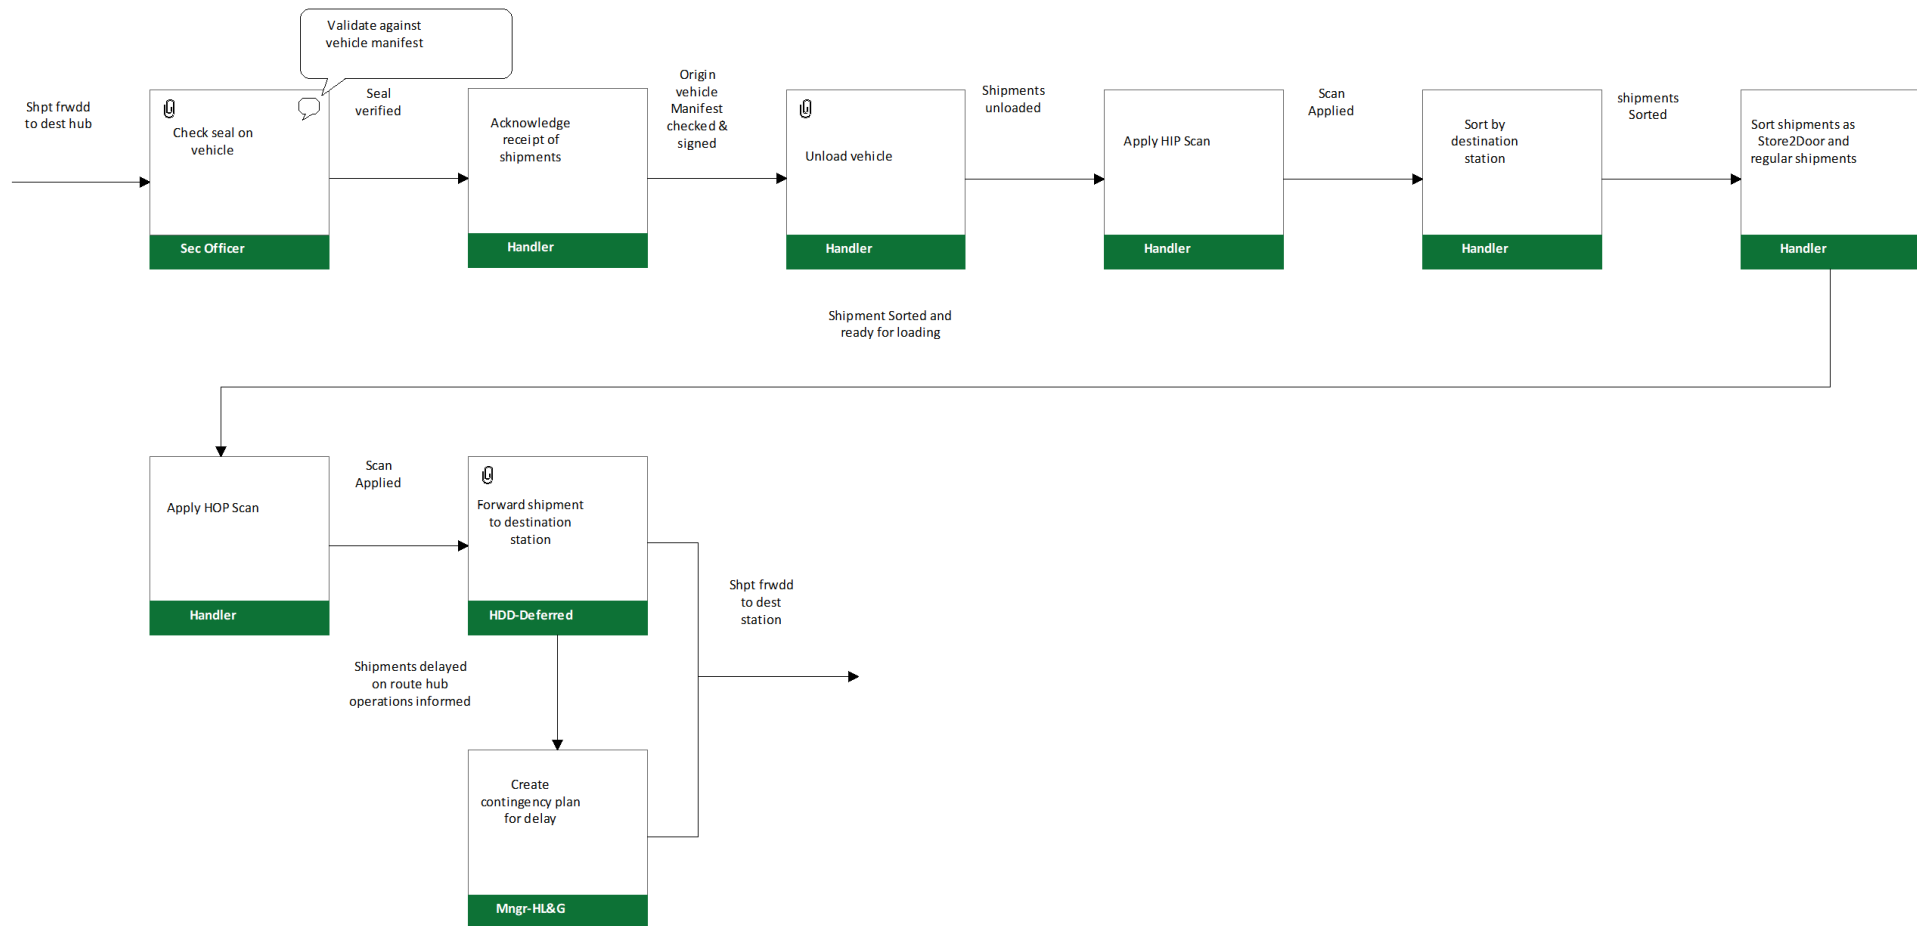 Validate against
vehicle manifest
Shpt frwdd
to dest hub
Check seal on
vehicle
Sec Officer
Seal
verified
Acknowledge
receipt of
shipments
Handler
Origin
vehicle
Manifest
checked &
signed
Unload vehicle
Handler
Shipments
unloaded
Apply HIP Scan
Handler
Scan
Applied
Sort by
destination
station
Handler
shipments
Sorted
Sort shipments as
Store2Door and
regular shipments
Handler
Shipment Sorted and
ready for loading
Apply HOP Scan
Handler
Scan
Applied
Forward shipment
to destination
station
HDD-Deferred
Shpt frwdd
to dest
station
Shipments delayed
on route hub
operations informed
Create
contingency plan
for delay
Mngr-HL&G